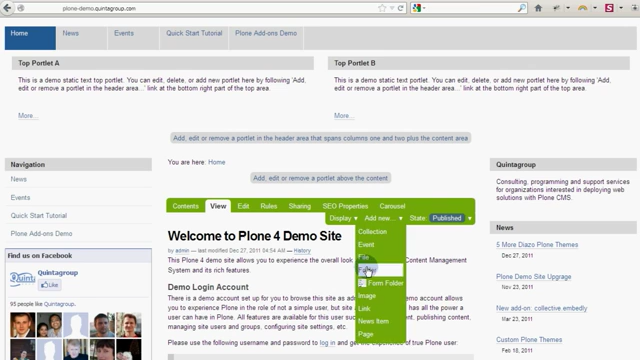 plone-demo.quintagroup.com
Home
News
Events
Quick Start Tutorial
Plone Add-ons Demo
Top Portlet A
This is a demo static text top portlet. You can edit, delete, or add new portlet here by following 'Add,
edit or remove a portlet in the header area...' link at the bottom right part of the top area.
More...
Top Portlet B
This is a demo static text top portlet. You can edit, delete, or add new portlet here by following 'Add,
edit or remove a portlet in the header area...' link at the bottom right part of the top area.
More...
Add, edit or remove a portlet in the header area that spans columns one and two plus the content area
Navigation
News
Events
Quick Start Tutorial
Plone Add-ons Demo
Find us on Facebook
Quintagroup
Like
95 people like Quintagroup.
You are here: Home
Add, edit or remove a portlet above the content
Contents
View
Edit
Rules
Sharing
SEO Properties
Carousel
Display
Add new...
State: Published
Collection
Event
File
Form Folder
Image
Link
News Item
Page
Welcome to Plone 4 Demo Site
by admin — last modified Dec 27, 2011 04:54 AM — History
This Plone 4 demo site allows you to experience the overall look
Content Management
System and its rich features.
Demo Login Account
There is a demo account set up for you to browse this site as ad
allows
you to experience Plone in the role of not a simple user, but site
has all the power a
user can have in Plone. All features are available for this user suc
publishing content,
managing site users and groups, configuring site settings, etc.
Please use the following username and password to log in and get
Quintagroup
Consulting, programming and support services
for organizations interested in deploying web
solutions with Plone CMS
News
5 More Diazo Plone Themes
Dec 29, 2011
Plone Demo Site Upgrade
Dec 28, 2011
New add-on: collective embedly
Mar 23, 2011
Custom Plone Themes
Feb 23, 2011